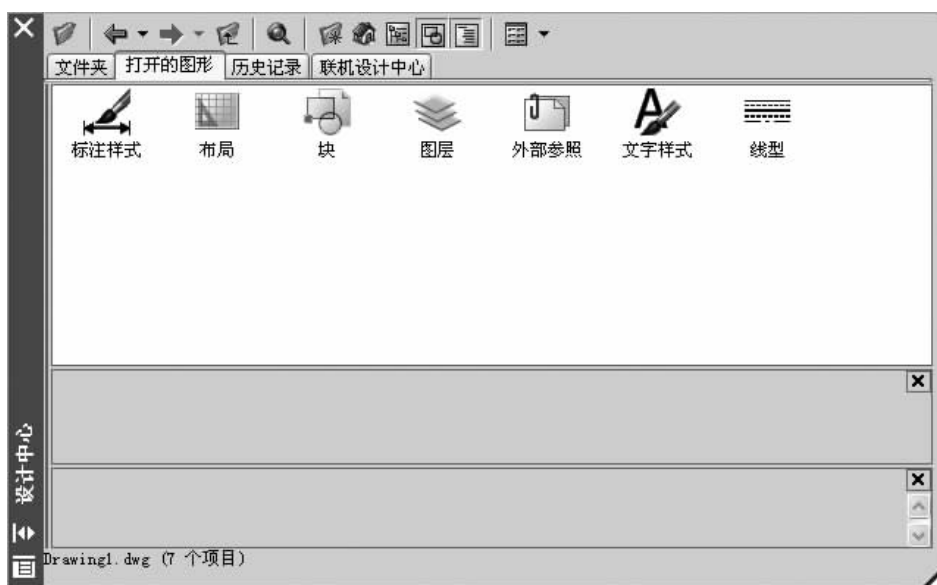 文件夹 打开的图形 历史记录 联机设计中心
标注样式 布局 块 图层 外部参照 文字样式 线型
设计中心
Drawing1.dwg (7 个项目)